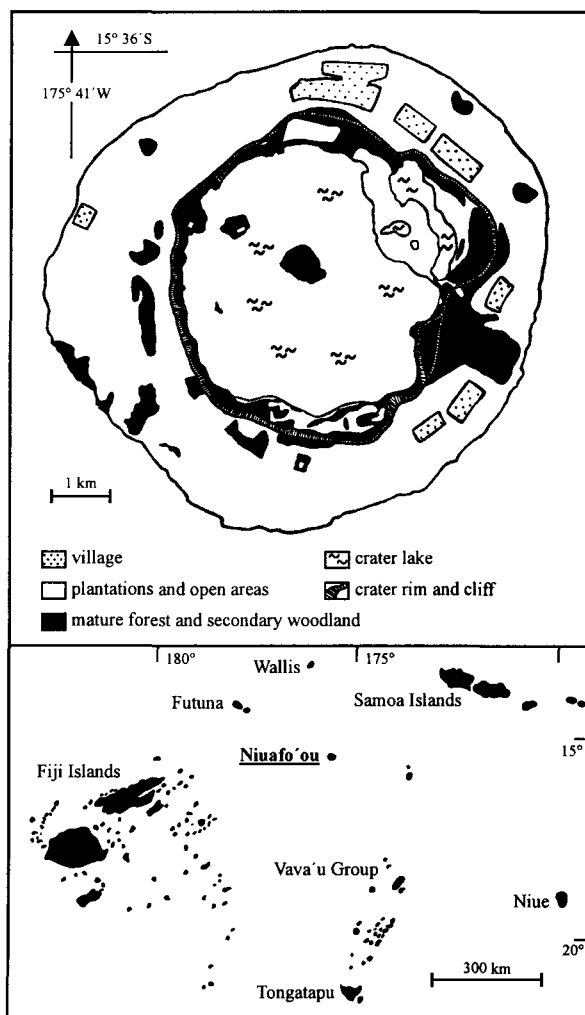 15° 36´S
175° 41´W
1 km
village
crater lake
plantations and open areas
crater rim and cliff
mature forest and secondary woodland
180°
175°
Wallis
Futuna
Samoa Islands
15°
Niuafo´ou
Fiji Islands
Vava´u Group
Niue
20°
300 km
Tongatapu